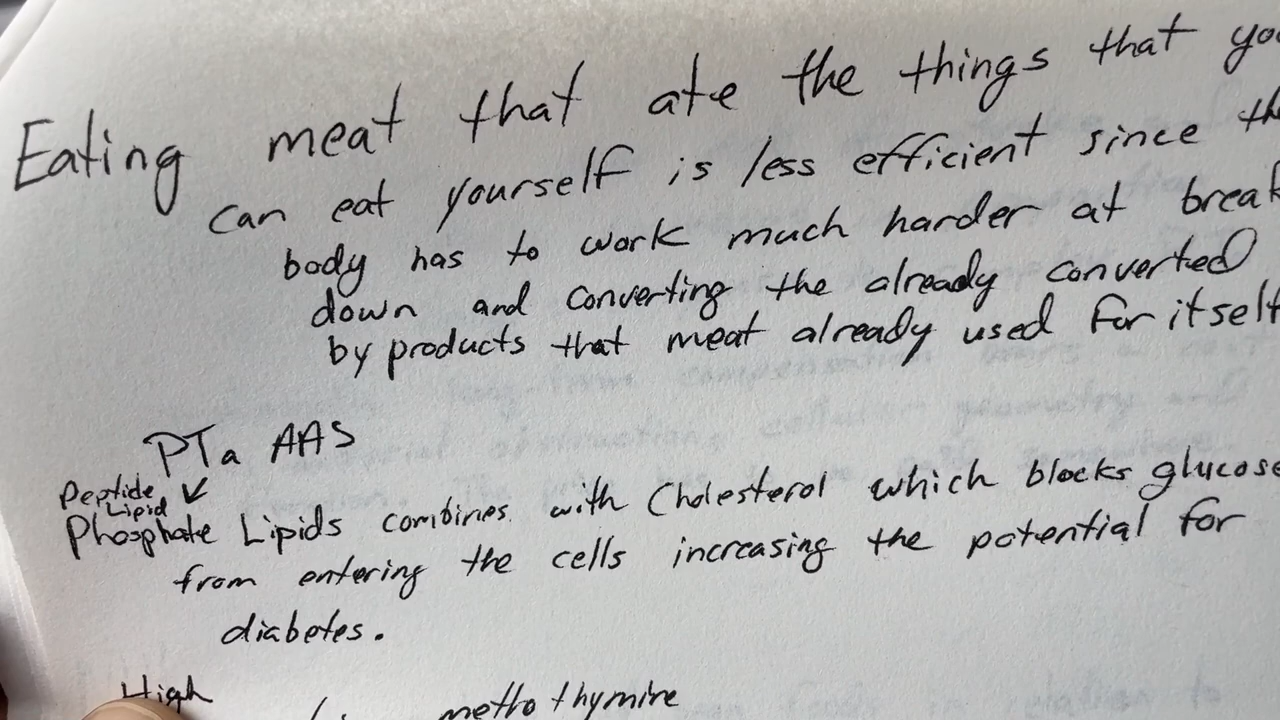 Eating meat that ate the things that you
can eat yourself is less efficient since the
body has to work much harder at break
down and converting the already converted
by products that meat already used for itself
PTa AAS
Peptide
Lipid
Phosphate Lipids combines with Cholesterol which blocks glucose
from entering the cells increasing the potential for
diabetes.
High
metho thymine